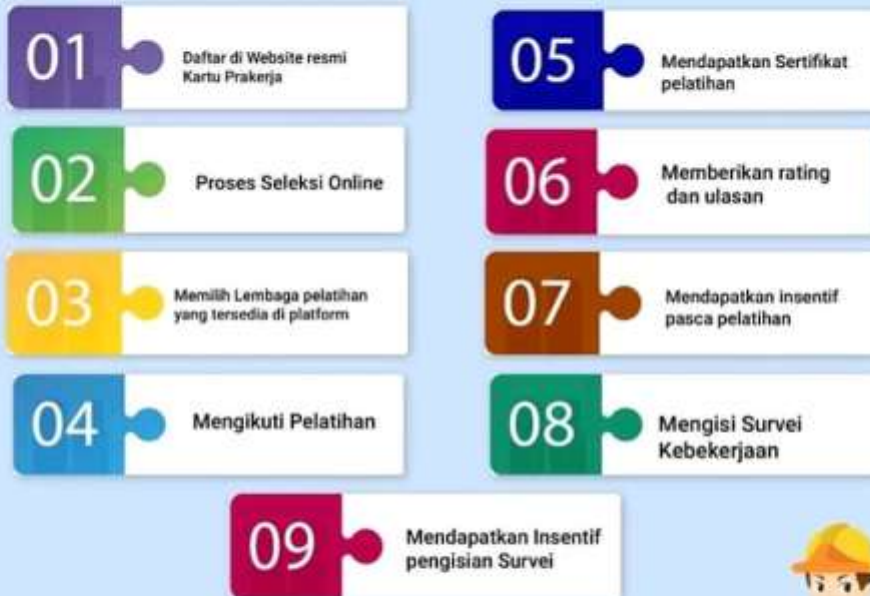 01
Daftar di Website resmi
Kartu Prakerja
02
Proses Seleksi Online
03
Memilih Lembaga pelatihan
yang tersedia di platform
04
Mengikuti Pelatihan
05
Mendapatkan Sertifikat
pelatihan
06
Memberikan rating
dan ulasan
07
Mendapatkan insentif
pasca pelatihan
08
Mengisi Survei
Kebekerjaan
09
Mendapatkan Insentif
pengisian Survei